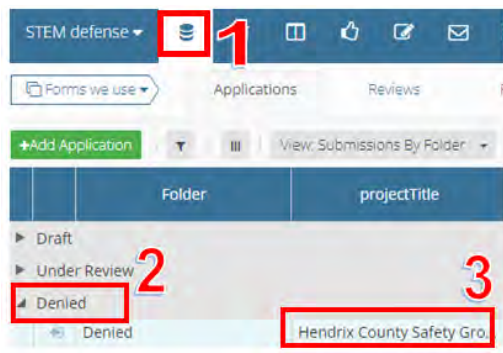 STEM defense
1
Forms we use
Applications
Reviews
+Add Application
View: Submissions By Folder
Folder
projectTitle
Draft
Under Review
2
3
Denied
Denied
Hendrix County Safety Gro...